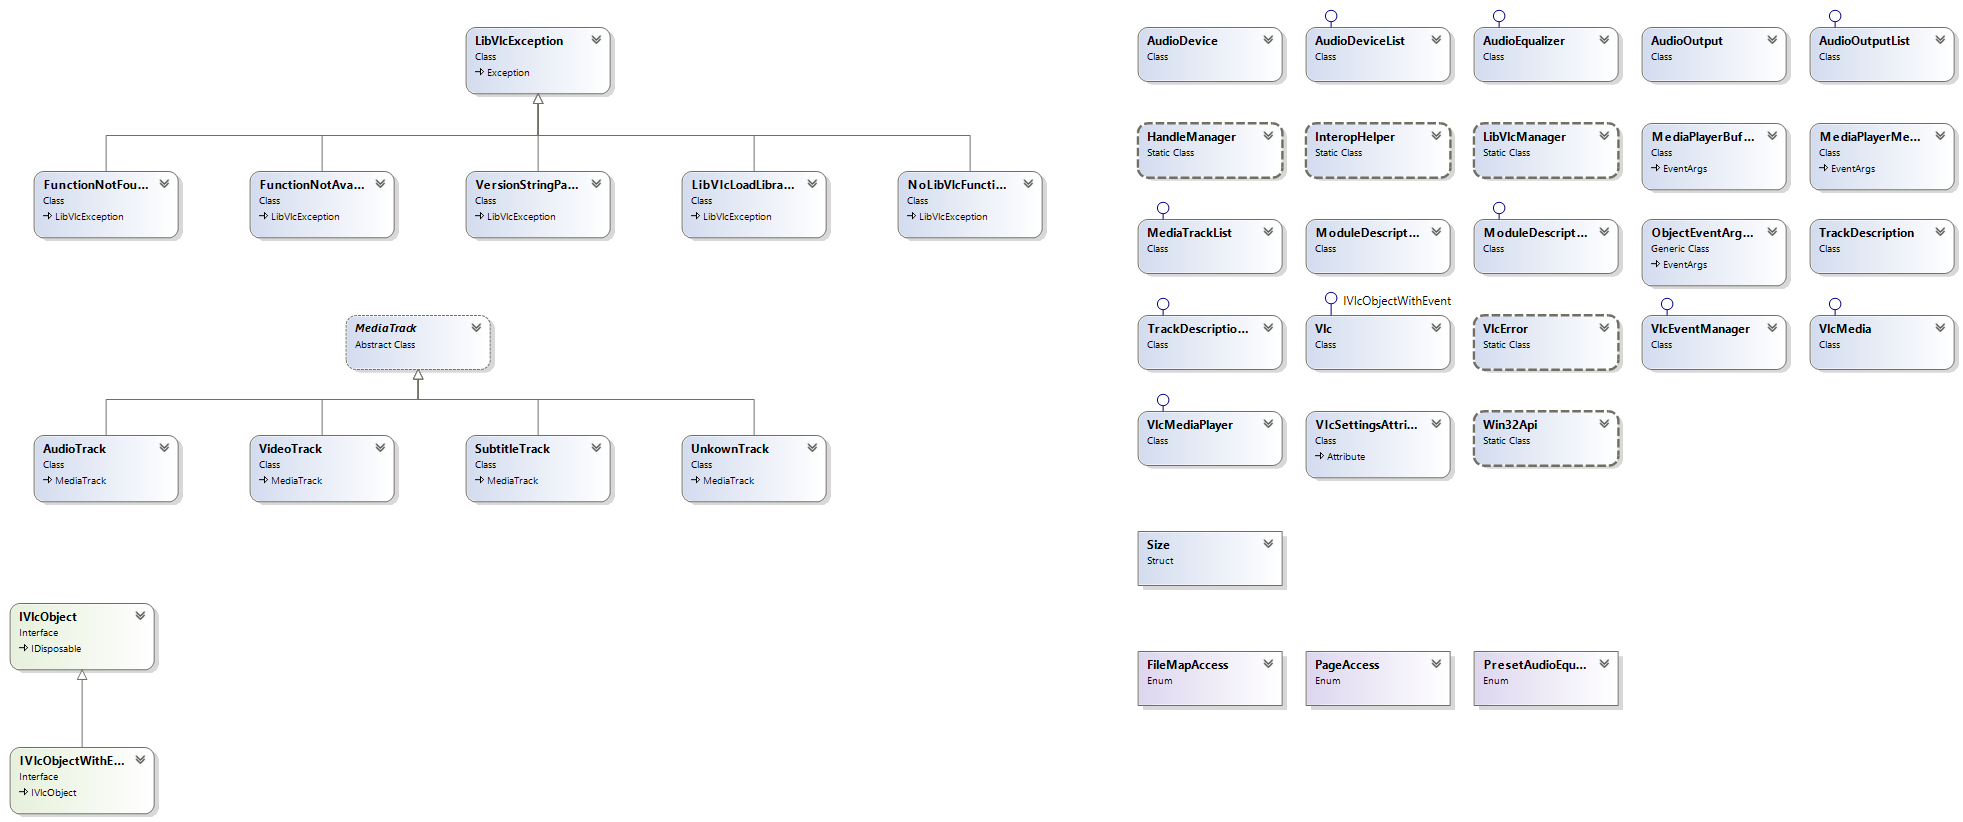 LibVlcException
Class
Exception
FunctionNotFou...
Class
LibVlcException
FunctionNotAva...
Class
LibVlcException
VersionStringPa...
Class
LibVlcException
LibVlcLoadLibra...
Class
LibVlcException
NoLibVlcFuncti...
Class
LibVlcException
MediaTrack
Abstract Class
AudioTrack
Class
MediaTrack
VideoTrack
Class
MediaTrack
SubtitleTrack
Class
MediaTrack
UnkownTrack
Class
MediaTrack
IVlcObject
Interface
IDisposable
IVlcObjectWithE...
Interface
IVlcObject
AudioDevice
Class
AudioDeviceList
Class
AudioEqualizer
Class
AudioOutput
Class
AudioOutputList
Class
HandleManager
Static Class
InteropHelper
Static Class
LibVlcManager
Static Class
MediaPlayerBuf...
Class
EventArgs
MediaPlayerMe...
Class
EventArgs
MediaTrackList
Class
ModuleDescript...
Class
ModuleDescript...
Class
ObjectEventArg...
Generic Class
EventArgs
TrackDescription
Class
TrackDescriptio...
Class
IVlcObjectWithEvent
Vlc
Class
VlcError
Static Class
VlcEventManager
Class
VlcMedia
Class
VlcMediaPlayer
Class
VlcSettingsAttri...
Class
Attribute
Win32Api
Static Class
Size
Struct
FileMapAccess
Enum
PageAccess
Enum
PresetAudioEqu...
Enum